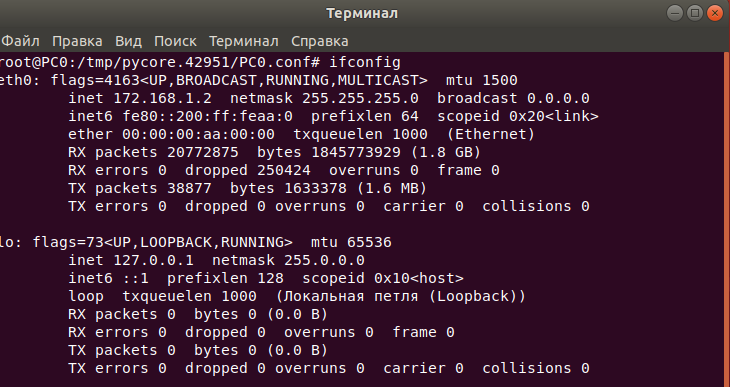 Терминал
Файл Правка Вид Поиск Терминал Справка
root@PC0:/tmp/pycore.42951/PC0.conf# ifconfig
eth0: flags=4163<UP,BROADCAST,RUNNING,MULTICAST>  mtu 1500
        inet 172.168.1.2  netmask 255.255.255.0  broadcast 0.0.0.0
        inet6 fe80::200:ff:feaa:0  prefixlen 64  scopeid 0x20<link>
        ether 00:00:00:aa:00:00  txqueuelen 1000  (Ethernet)
        RX packets 20772875  bytes 1845773929 (1.8 GB)
        RX errors 0  dropped 250424  overruns 0  frame 0
        TX packets 38877  bytes 1633378 (1.6 MB)
        TX errors 0  dropped 0 overruns 0  carrier 0  collisions 0

lo: flags=73<UP,LOOPBACK,RUNNING>  mtu 65536
        inet 127.0.0.1  netmask 255.0.0.0
        inet6 ::1  prefixlen 128  scopeid 0x10<host>
        loop  txqueuelen 1000  (Локальная петля (Loopback))
        RX packets 0  bytes 0 (0.0 B)
        RX errors 0  dropped 0  overruns 0  frame 0
        TX packets 0  bytes 0 (0.0 B)
        TX errors 0  dropped 0 overruns 0  carrier 0  collisions 0